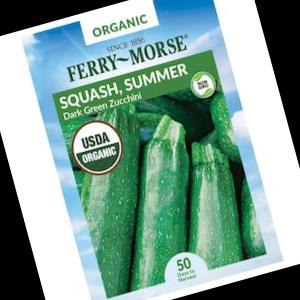 ORGANIC
SINCE 1856
FERRY~MORSE®
SQUASH, SUMMER
Dark Green Zucchini
USDA
ORGANIC
50
Days to
Harvest